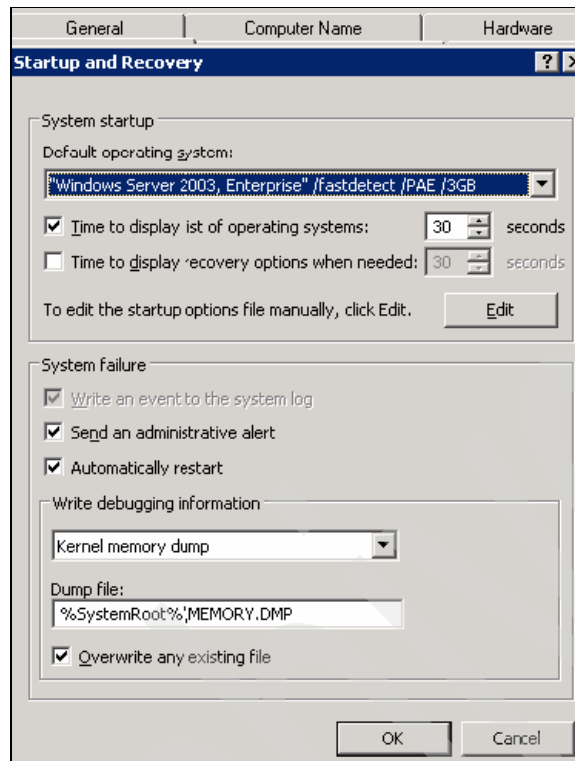 General Computer Name Hardware
Startup and Recovery
System startup
Default operating system:
"Windows Server 2003, Enterprise" /fastdetect /PAE /3GB
Time to display ist of operating systems: 30 seconds
Time to display recovery options when needed: 30 seconds
To edit the startup options file manually, click Edit. Edit
System failure
Write an event to the system log
Send an administrative alert
Automatically restart
Write debugging information
Kernel memory dump
Dump file:
%SystemRoot%\MEMORY.DMP
Overwrite any existing file
OK Cancel